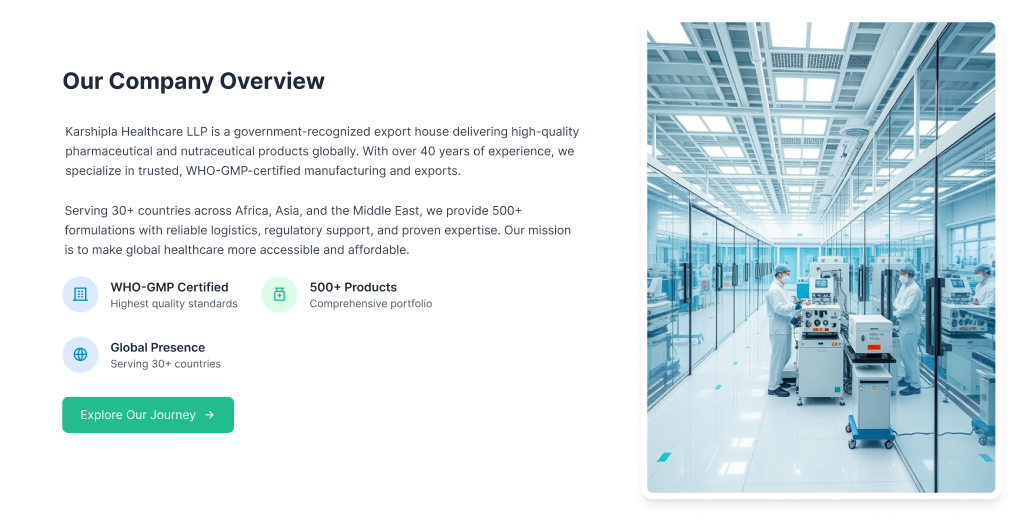 Our Company Overview
Karshipla Healthcare LLP is a government-recognized export house delivering high-quality
pharmaceutical and nutraceutical products globally. With over 40 years of experience, we
specialize in trusted, WHO-GMP-certified manufacturing and exports.
Serving 30+ countries across Africa, Asia, and the Middle East, we provide 500+
formulations with reliable logistics, regulatory support, and proven expertise. Our mission
is to make global healthcare more accessible and affordable.
WHO-GMP Certified
Highest quality standards
500+ Products
Comprehensive portfolio
Global Presence
Serving 30+ countries
Explore Our Journey →